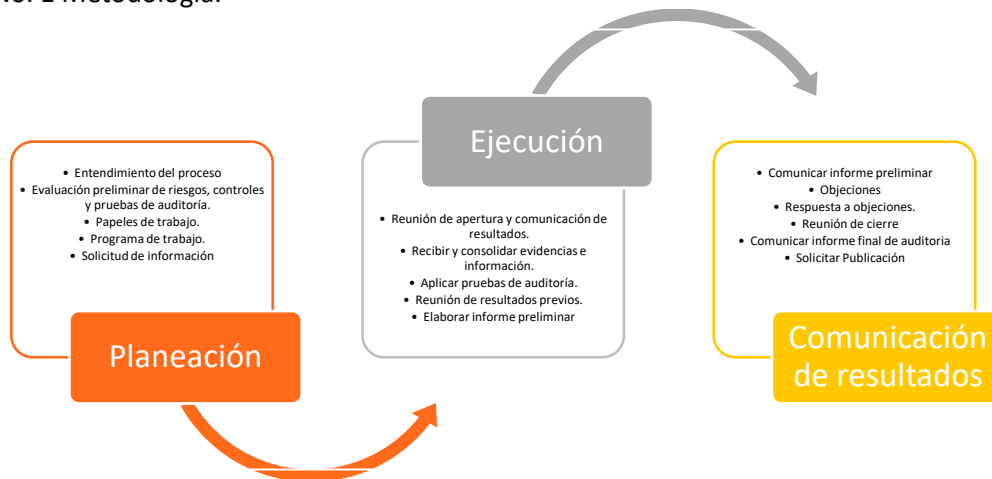 Ejecución
• Entendimiento del proceso
• Evaluación preliminar de riesgos, controles
y pruebas de auditoría.
• Papeles de trabajo.
• Programa de trabajo.
• Solicitud de información
Planeación
• Reunión de apertura y comunicación de
resultados.
• Recibir y consolidar evidencias e
información.
• Aplicar pruebas de auditoría.
• Reunión de resultados previos.
• Elaborar informe preliminar
• Comunicar informe preliminar
• Objeciones
• Respuesta a objeciones.
• Reunión de cierre
• Comunicar informe final de auditoria
• Solicitar Publicación
Comunicación
de resultados